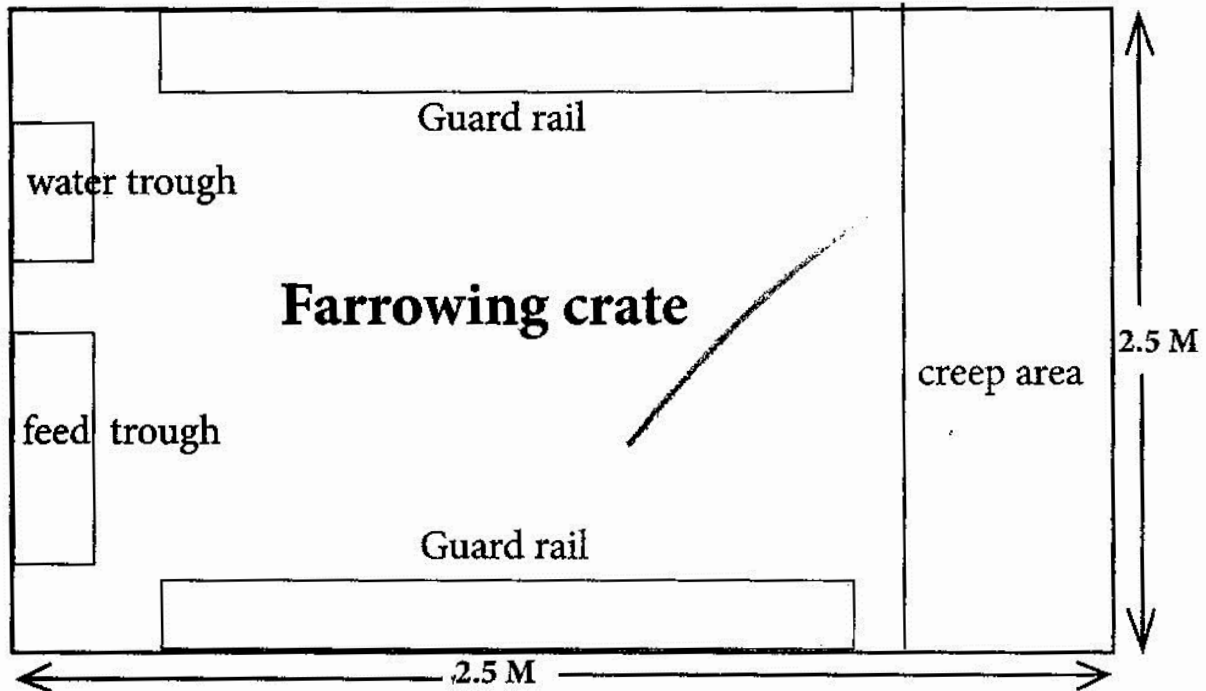 Guard rail
water trough
Farrowing crate
2.5 M
creep area
feed trough
Guard rail
2.5 M